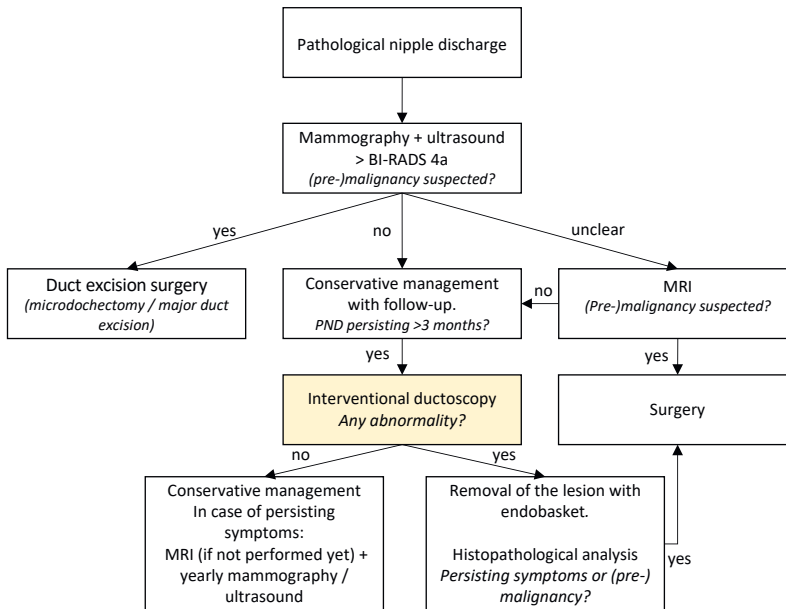 Pathological nipple discharge
Mammography + ultrasound
> BI-RADS 4a
(pre-)malignancy suspected?
yes
no
unclear
Duct excision surgery
(microdochectomy / major duct
excision)
Conservative management
with follow-up.
PND persisting >3 months?
no
MRI
(Pre-)malignancy suspected?
yes
yes
Interventional ductoscopy
Any abnormality?
Surgery
no
yes
Conservative management
In case of persisting
symptoms:
MRI (if not performed yet) +
yearly mammography /
ultrasound
Removal of the lesion with
endobasket.
Histopathological analysis
Persisting symptoms or (pre-)
malignancy?
yes